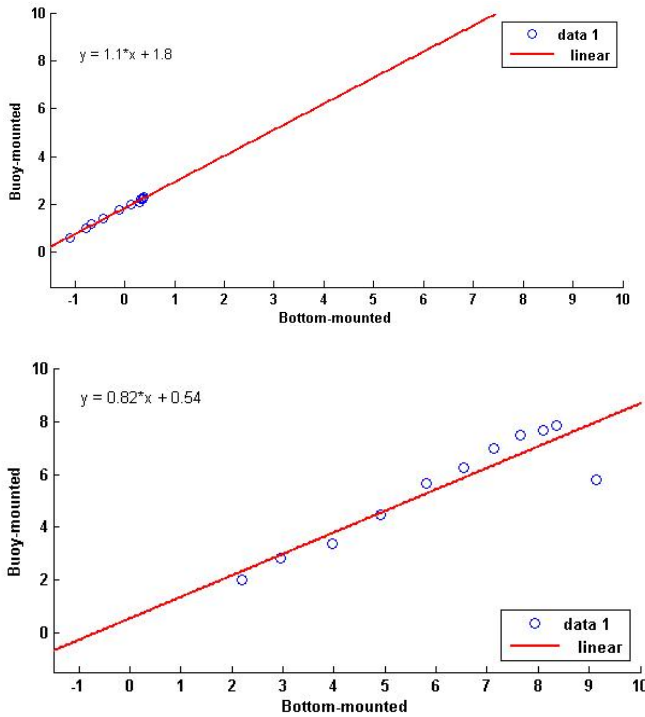 10
8
6
4
2
0
Buoy-mounted
y = 1.1*x + 1.8
data 1
linear
-1 0 1 2 3 4 5 6 7 8 9 10
Bottom-mounted
10
8
6
4
2
0
Buoy-mounted
y = 0.82*x + 0.54
data 1
linear
-1 0 1 2 3 4 5 6 7 8 9 10
Bottom-mounted